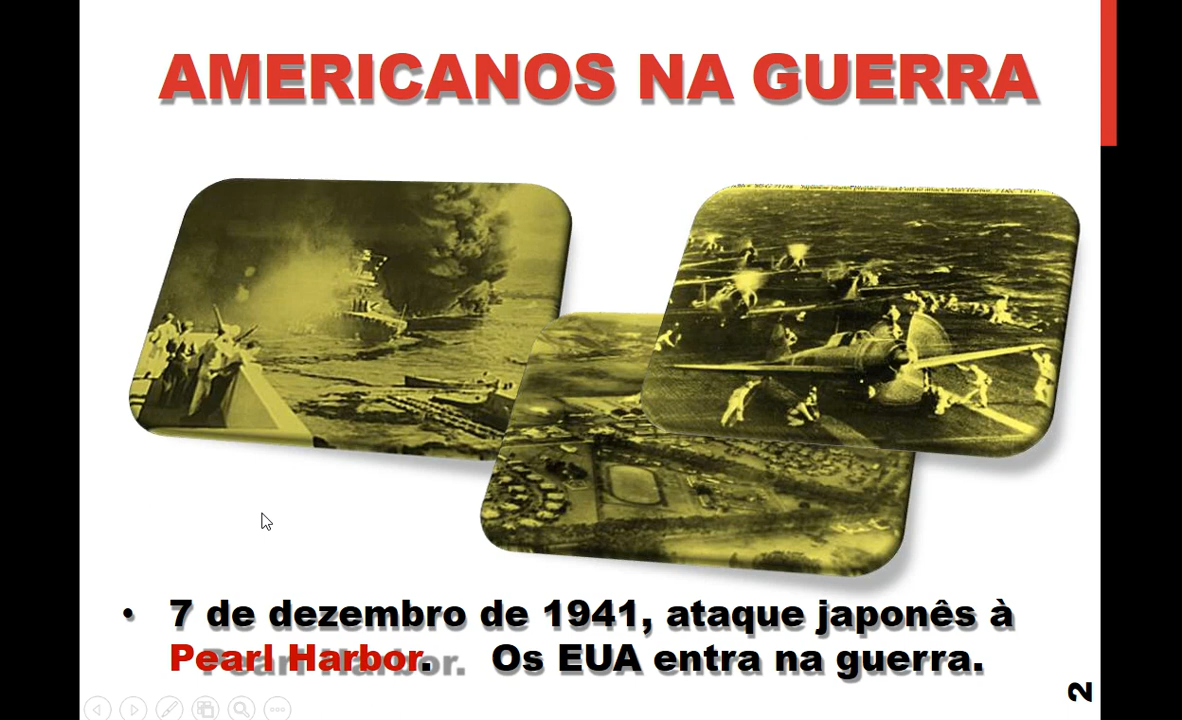 AMERICANOS NA GUERRA
• 7 de dezembro de 1941, ataque japonês à
Pearl Harbor. Os EUA entra na guerra.
2